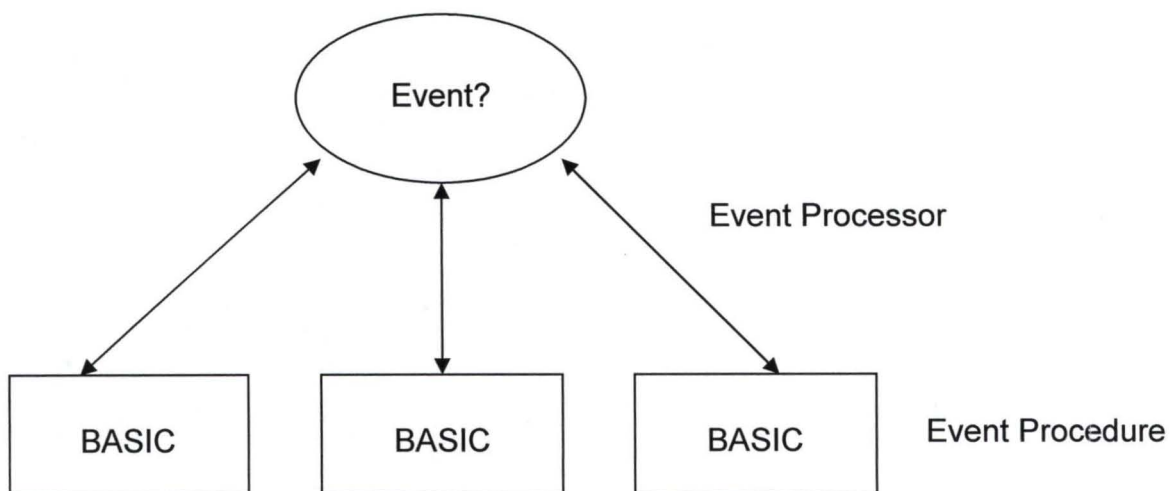 Event?
Event Processor
BASIC
BASIC
BASIC
Event Procedure